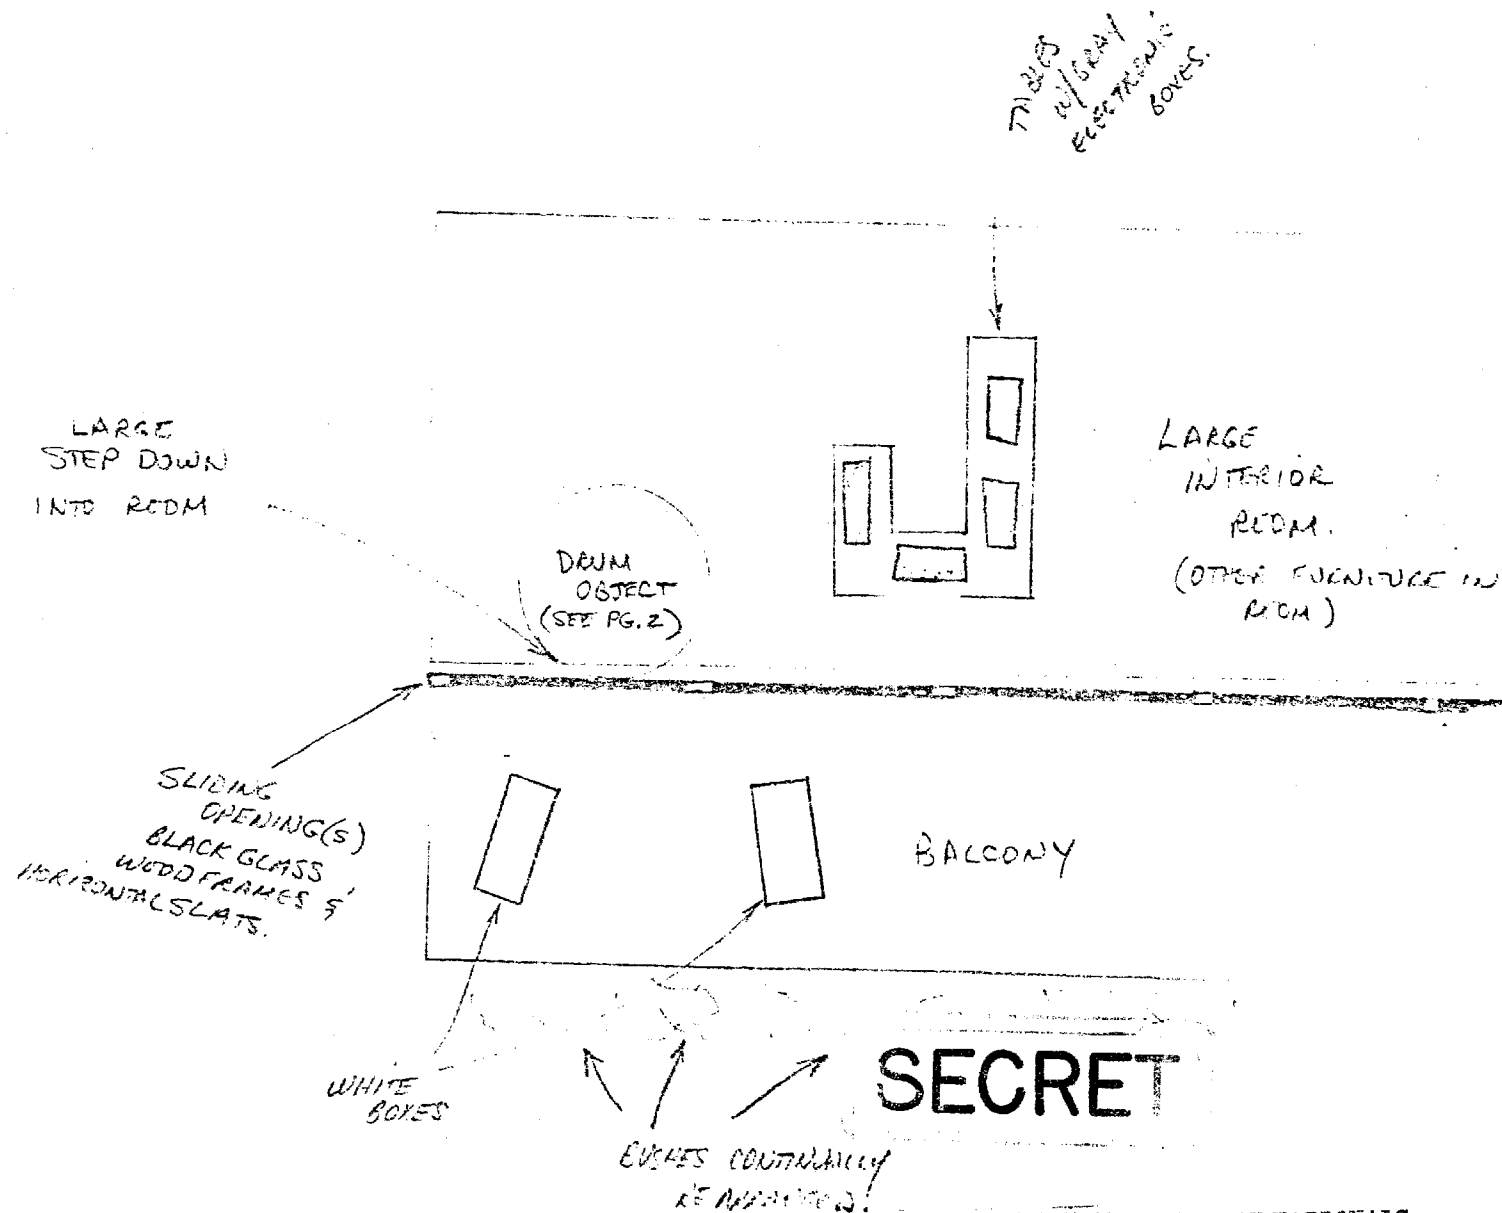 TABLES
W/GRAY
ELECTRONIC
BOXES.
LARGE
STEP DOWN
INTO ROOM
DRUM
OBJECT
(SEE PG. 2)
LARGE
INTERIOR
ROOM.
(OTHER FURNITURE IN
ROOM)
SLIDING
OPENING(S)
BLACK GLASS,
WOOD FRAMES &
HORIZONTAL SLATS.
BALCONY
WHITE
BOXES
SECRET
BUSHES CONTINUALLY